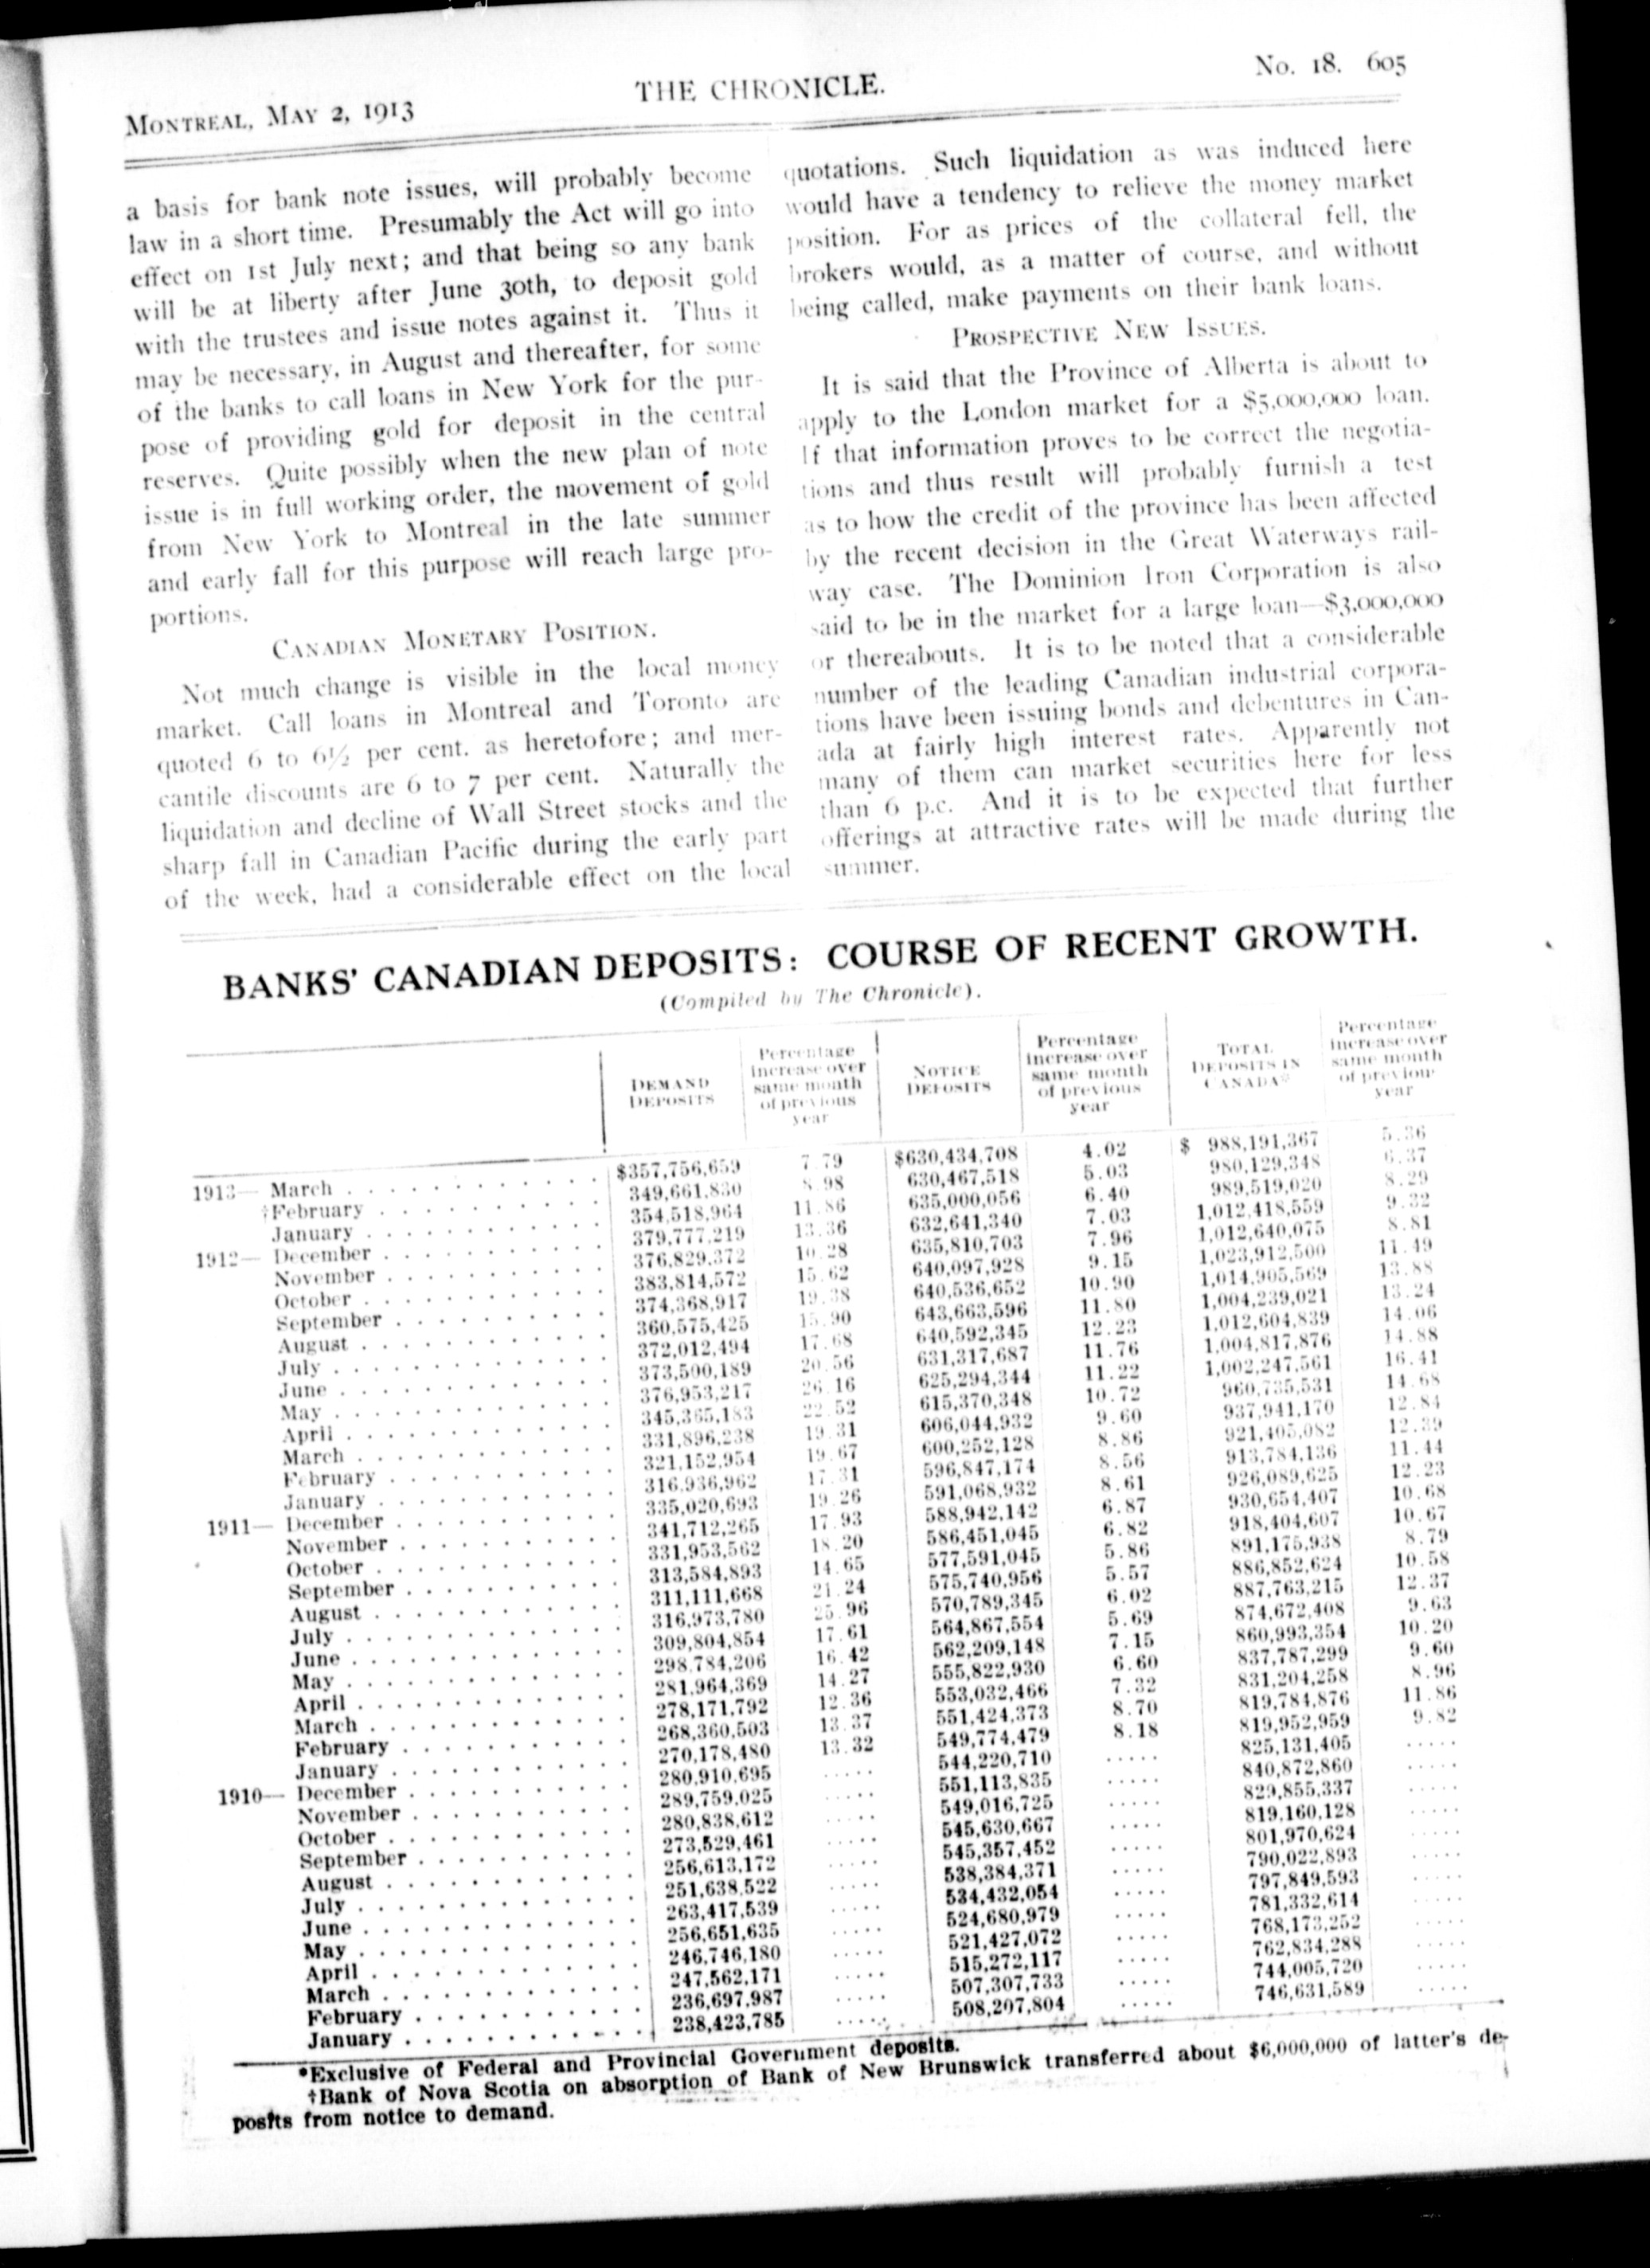 MONTREAL, MAY 2, 1913
THE CHRONICLE.
No. 18. 605
a basis for bank note issues, will probably become
law in a short time. Presumably the Act will go into
effect on 1st July next; and that being so any bank
will be at liberty after June 30th, to deposit gold
with the trustees and issue notes against it. Thus it
may be necessary, in August and thereafter, for some
of the banks to call loans in New York for the pur-
pose of providing gold for deposit in the central
reserves. Quite possibly when the new plan of note
issue is in full working order, the movement of gold
from New York to Montreal in the late summer
and early fall for this purpose will reach large pro-
portions.
CANADIAN MONETARY POSITION.
Not much change is visible in the local money
market. Call loans in Montreal and Toronto are
quoted 6 to 6½ per cent. as heretofore; and mer-
cantile discounts are 6 to 7 per cent. Naturally the
liquidation and decline of Wall Street stocks and the
sharp fall in Canadian Pacific during the early part
of the week, had a considerable effect on the local
quotations. Such liquidation as was induced here
would have a tendency to relieve the money market
position. For as prices of the collateral fell, the
brokers would, as a matter of course, and without
being called, make payments on their bank loans.
PROSPECTIVE NEW ISSUES.
It is said that the Province of Alberta is about to
apply to the London market for a $5,000,000 loan.
If that information proves to be correct the negotia-
tions and thus result will probably furnish a test
as to how the credit of the province has been affected
by the recent decision in the Great Waterways rail-
way case. The Dominion Iron Corporation is also
said to be in the market for a large loan—$3,000,000
or thereabouts. It is to be noted that a considerable
number of the leading Canadian industrial corpora-
tions have been issuing bonds and debentures in Can-
ada at fairly high interest rates. Apparently not
many of them can market securities here for less
than 6 p.c. And it is to be expected that further
offerings at attractive rates will be made during the
summer.
BANKS' CANADIAN DEPOSITS: COURSE OF RECENT GROWTH.
(Compiled by The Chronicle).
DEMAND
DEPOSITS
Percentage
increase over
same month
of previous
year
NOTICE
DEPOSITS
Percentage
increase over
same month
of previous
year
TOTAL
DEPOSITS IN
CANADA*
Percentage
increase over
same month
of previous
year
1913— March . . . . . $357,756,659 7.79 $630,434,708 4.02 $ 988,191,367 5.36
†February . . . . . 349,661,830 8.98 630,467,518 5.03 980,129,348 6.37
January . . . . . 354,518,964 11.86 635,000,056 6.40 989,519,020 8.29
1912— December . . . . . 379,777,219 13.36 632,641,340 7.03 1,012,418,559 9.32
November . . . . . 376,829,372 10.28 635,810,703 7.96 1,012,640,075 8.81
October . . . . . 383,814,572 15.62 640,097,928 9.15 1,023,912,500 11.49
September . . . . . 374,368,917 19.38 640,536,652 10.90 1,014,905,569 13.88
August . . . . . 360,575,425 15.90 643,663,596 11.80 1,004,239,021 13.24
July . . . . . 372,012,494 17.68 640,592,345 12.23 1,012,604,839 14.06
June . . . . . 373,500,189 20.56 631,317,687 11.76 1,004,817,876 14.88
May . . . . . 376,953,217 26.16 625,294,344 11.22 1,002,247,561 16.41
April . . . . . 345,365,183 22.52 615,370,348 10.72 960,735,531 14.68
March . . . . . 331,896,238 19.31 606,044,932 9.60 937,941,170 12.84
February . . . . . 321,152,954 19.67 600,252,128 8.86 921,405,082 12.39
January . . . . . 316,936,962 17.31 596,847,174 8.56 913,784,136 11.44
1911— December . . . . . 335,020,693 19.26 591,068,932 8.61 926,089,625 12.23
November . . . . . 341,712,265 17.93 588,942,142 6.87 930,654,407 10.68
October . . . . . 331,953,562 18.20 586,451,045 6.82 918,404,607 10.67
September . . . . . 313,584,893 14.65 577,591,045 5.86 891,175,938 8.79
August . . . . . 311,111,668 21.24 575,740,956 5.57 886,852,624 10.58
July . . . . . 316,973,780 25.96 570,789,345 6.02 887,763,215 12.37
June . . . . . 309,804,854 17.61 564,867,554 5.69 874,672,408 9.63
May . . . . . 298,784,206 16.42 562,209,148 7.15 860,993,354 10.20
April . . . . . 281,964,369 14.27 555,822,930 6.60 837,787,299 9.60
March . . . . . 278,171,792 12.36 553,032,466 7.32 831,204,258 8.96
February . . . . . 268,360,503 13.37 551,424,373 8.70 819,784,876 11.86
January . . . . . 270,178,480 13.32 549,774,479 8.18 819,952,959 9.82
1910— December . . . . . 280,910,695 ..... 544,220,710 ..... 825,131,405 .....
November . . . . . 289,759,025 ..... 551,113,835 ..... 840,872,860 .....
October . . . . . 280,838,612 ..... 549,016,725 ..... 829,855,337 .....
September . . . . . 273,529,461 ..... 545,630,667 ..... 819,160,128 .....
August . . . . . 256,613,172 ..... 545,357,452 ..... 801,970,624 .....
July . . . . . 251,638,522 ..... 538,384,371 ..... 790,022,893 .....
June . . . . . 263,417,539 ..... 534,432,054 ..... 797,849,593 .....
May . . . . . 256,651,635 ..... 524,680,979 ..... 781,332,614 .....
April . . . . . 246,746,180 ..... 521,427,072 ..... 768,173,252 .....
March . . . . . 247,562,171 ..... 515,272,117 ..... 762,834,288 .....
February . . . . . 236,697,987 ..... 507,307,733 ..... 744,005,720 .....
January . . . . . 238,423,785 ..... 508,207,804 ..... 746,631,589 .....
*Exclusive of Federal and Provincial Government deposits.
†Bank of Nova Scotia on absorption of Bank of New Brunswick transferred about $6,000,000 of latter's de-
posits from notice to demand.